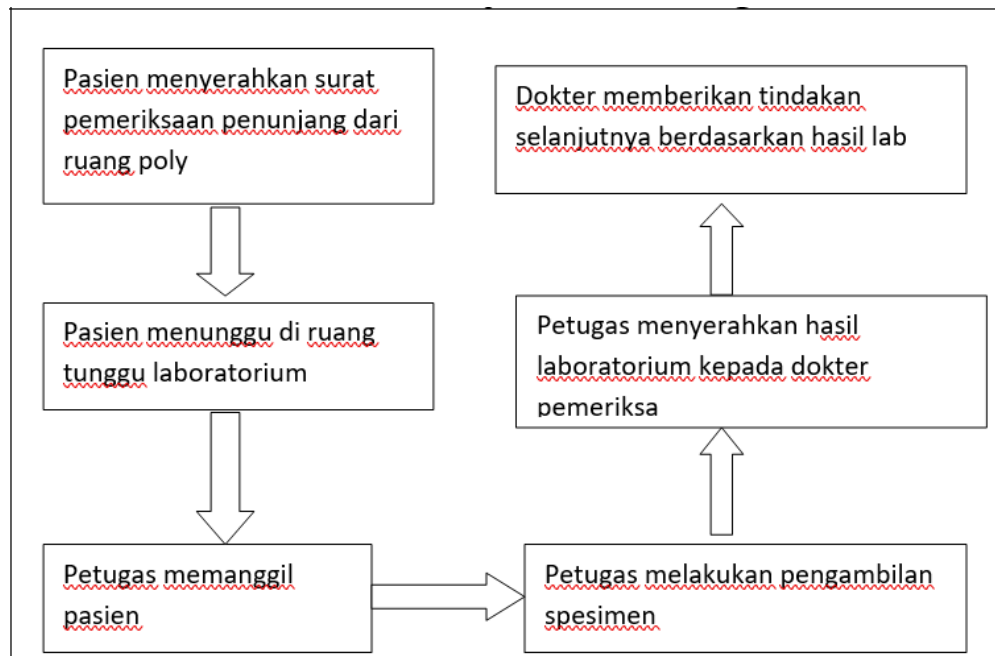 Pasien menyerahkan surat
pemeriksaan penunjang dari
ruang poly
Pasien menunggu di ruang
tunggu laboratorium
Petugas memanggil
pasien
Petugas melakukan pengambilan
spesimen
Petugas menyerahkan hasil
laboratorium kepada dokter
pemeriksa
Dokter memberikan tindakan
selanjutnya berdasarkan hasil lab